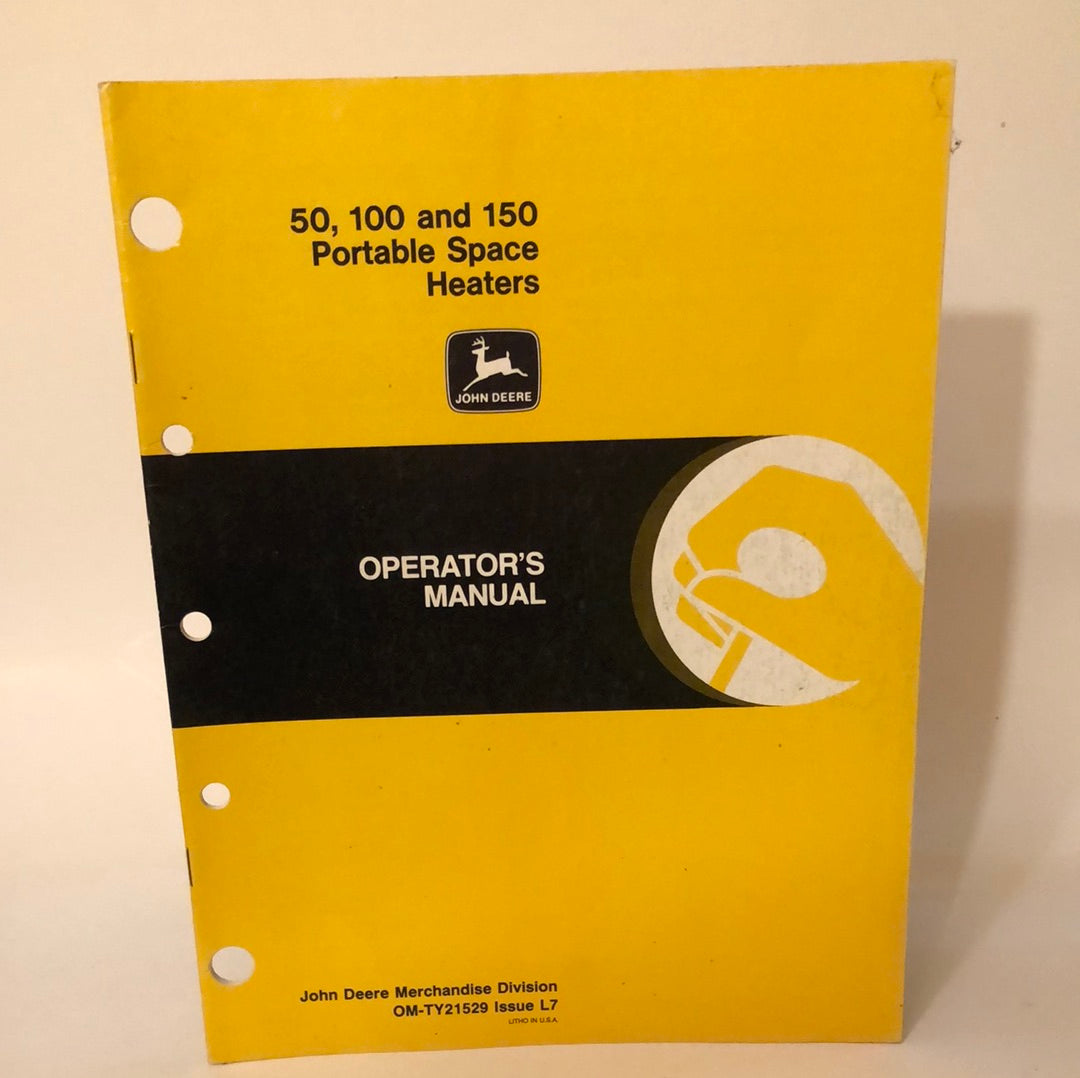 50, 100 and 150
Portable Space
Heaters
JOHN DEERE
OPERATOR'S
MANUAL
John Deere Merchandise Division
OM-TY21529 Issue L7
LITHO IN U.S.A.